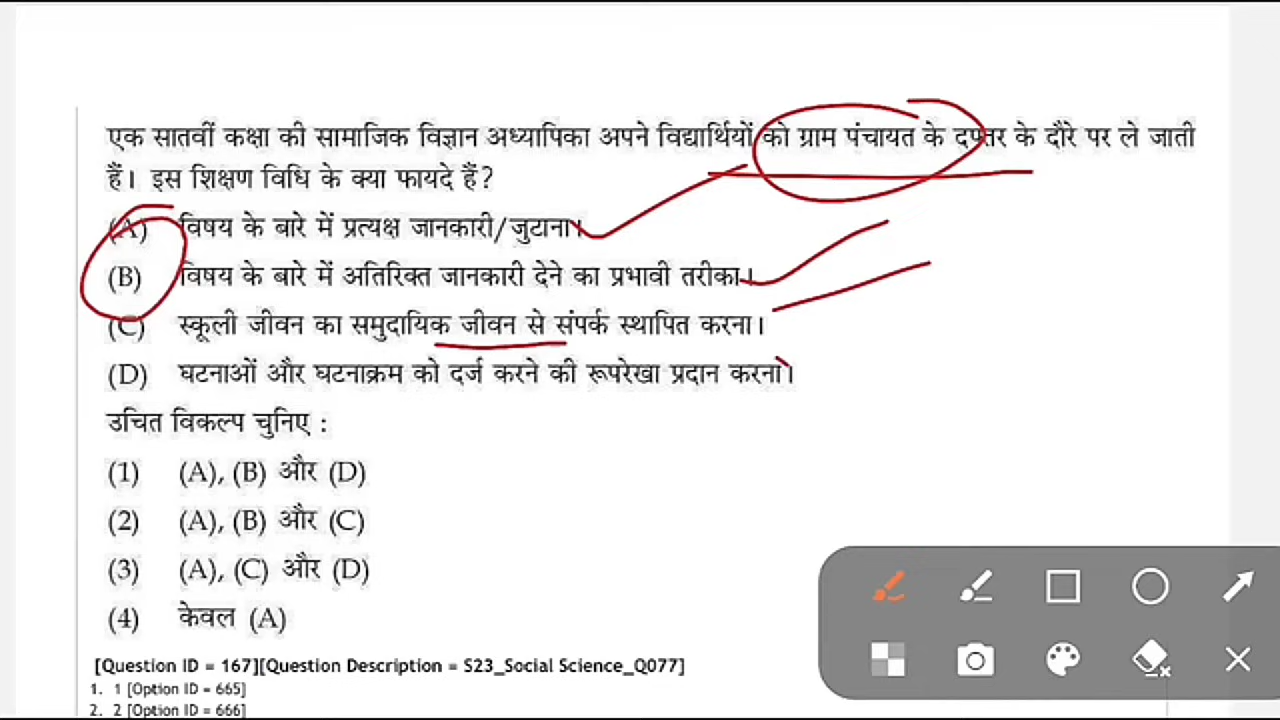 एक सातवीं कक्षा की सामाजिक विज्ञान अध्यापिका अपने विद्यार्थियों को ग्राम पंचायत के दफ्तर के दौरे पर ले जाती
हैं। इस शिक्षण विधि के क्या फायदे हैं?
(A) विषय के बारे में प्रत्यक्ष जानकारी/जुटाना।
(B) विषय के बारे में अतिरिक्त जानकारी देने का प्रभावी तरीका।
(C) स्कूली जीवन का समुदायिक जीवन से संपर्क स्थापित करना।
(D) घटनाओं और घटनाक्रम को दर्ज करने की रूपरेखा प्रदान करना।
उचित विकल्प चुनिए :
(1) (A), (B) और (D)
(2) (A), (B) और (C)
(3) (A), (C) और (D)
(4) केवल (A)
[Question ID = 167][Question Description = S23_Social Science_Q077]
1. 1 [Option ID = 665]
2. 2 [Option ID = 666]